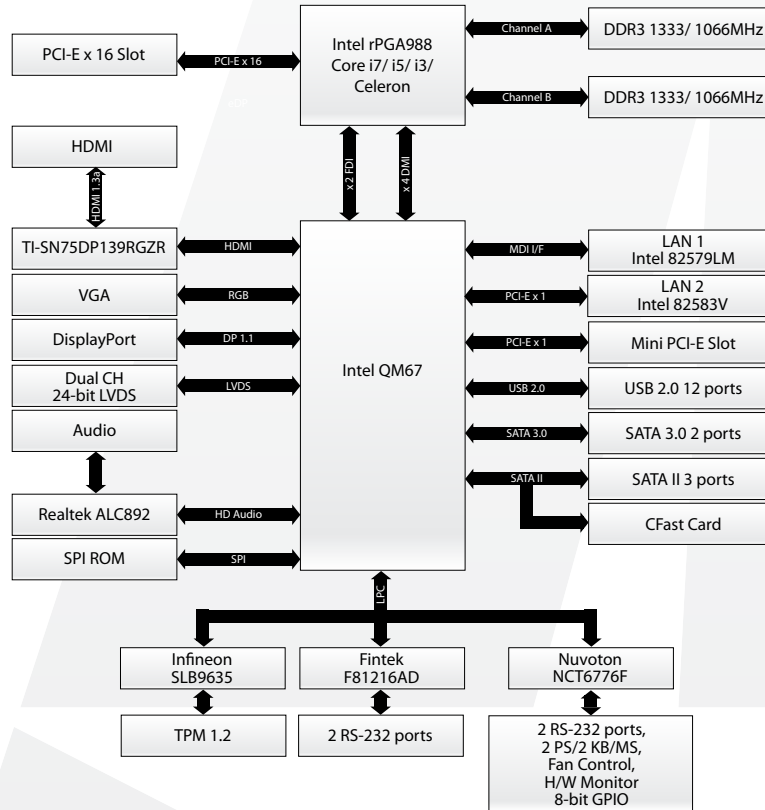 Intel rPGA988
Core i7/ i5/ i3/
Celeron
PCI-E x 16 Slot
PCI-E x 16
Channel A
DDR3 1333/ 1066MHz
Channel B
DDR3 1333/ 1066MHz
x 2 FDI
x 4 DMI
HDMI
HDMI 1.3a
TI-SN75DP139RGZR
HDMI
VGA
RGB
DisplayPort
DP 1.1
Dual CH
24-bit LVDS
LVDS
Audio
Realtek ALC892
HD Audio
SPI ROM
SPI
Intel QM67
MDI I/F
LAN 1
Intel 82579LM
PCI-E x 1
LAN 2
Intel 82583V
PCI-E x 1
Mini PCI-E Slot
USB 2.0
USB 2.0 12 ports
SATA 3.0
SATA 3.0 2 ports
SATA II
SATA II 3 ports
CFast Card
LPC
Infineon
SLB9635
TPM 1.2
Fintek
F81216AD
2 RS-232 ports
Nuvoton
NCT6776F
2 RS-232 ports,
2 PS/2 KB/MS,
Fan Control,
H/W Monitor
8-bit GPIO